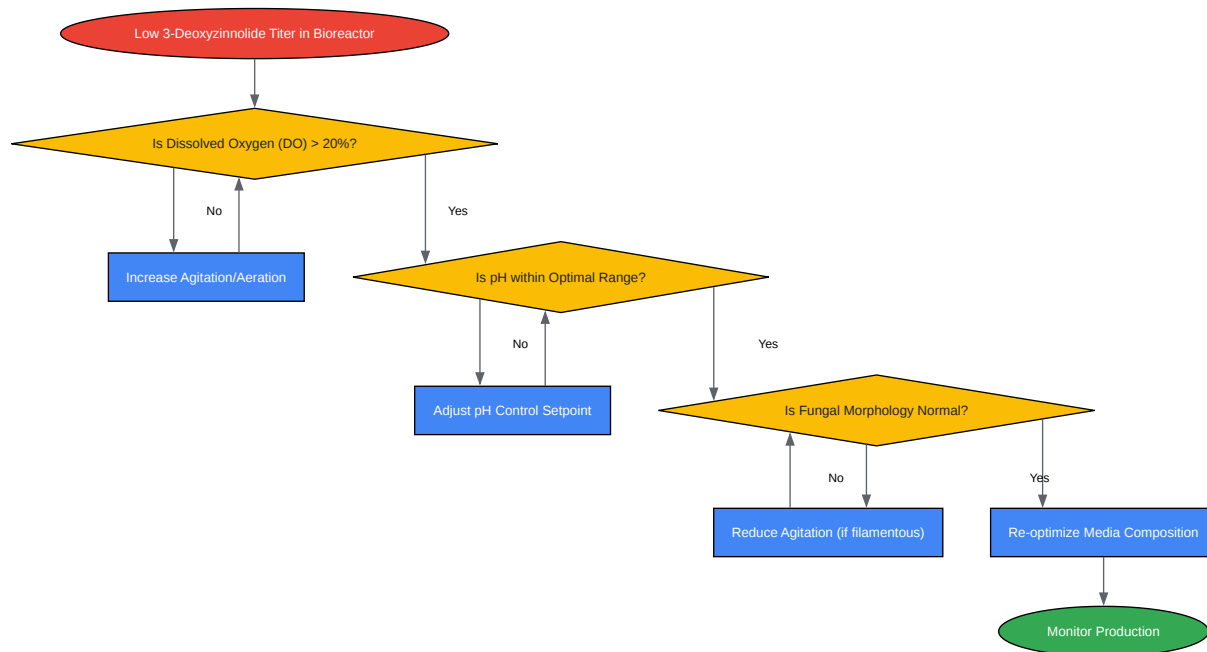 Low 3-Deoxyzinnolide Titer in Bioreactor
Is Dissolved Oxygen (DO) > 20%?
No
Yes
Increase Agitation/Aeration
Is pH within Optimal Range?
No
Yes
Adjust pH Control Setpoint
Is Fungal Morphology Normal?
No
Yes
Reduce Agitation (if filamentous)
Re-optimize Media Composition
Monitor Production